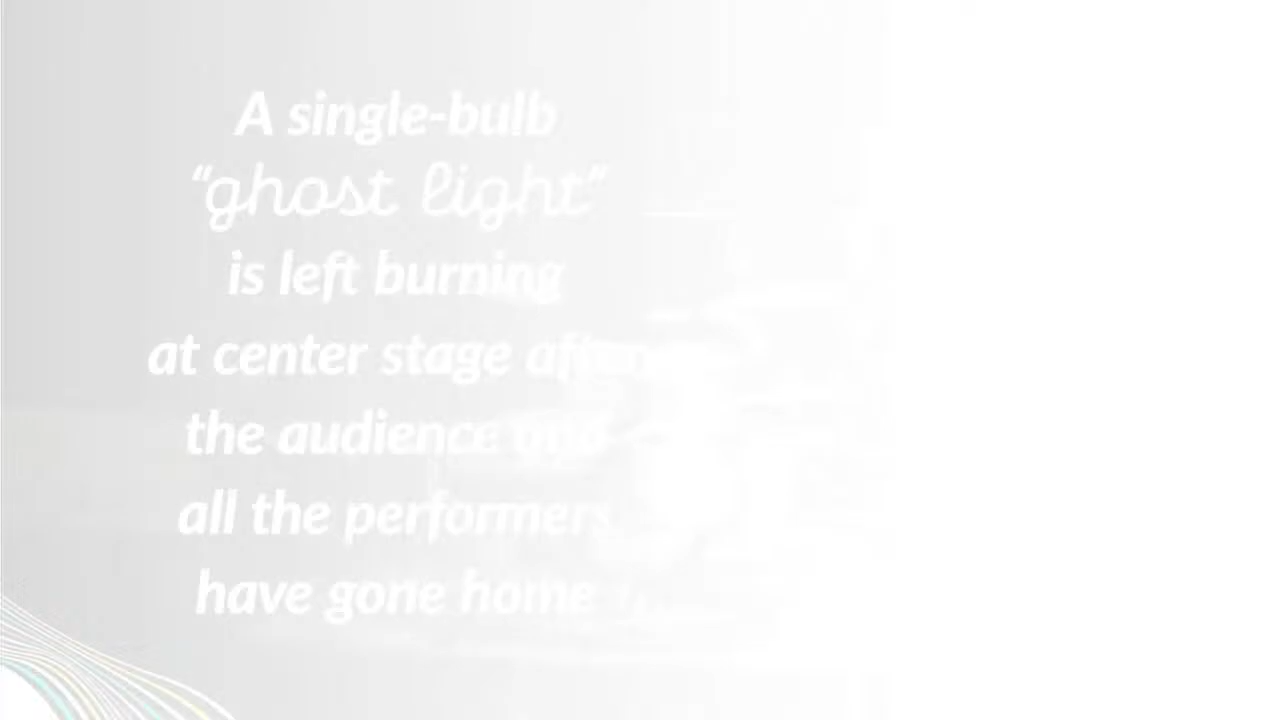 A single-bulb
“ghost light”
is left burning
at center stage after
the audience and
all the performers
have gone home